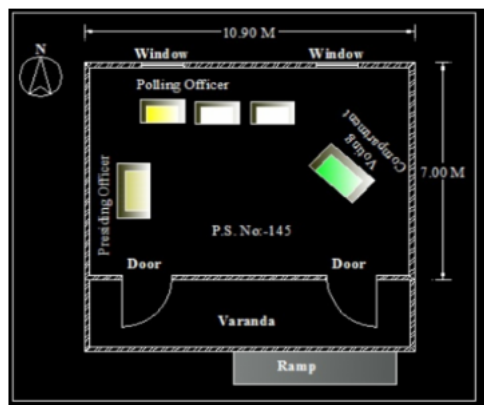 10.90 M
N
Window
Window
Polling Officer
Voting
Compartment
7.00 M
Presiding Officer
P.S. No:-145
Door
Door
Varanda
Ramp